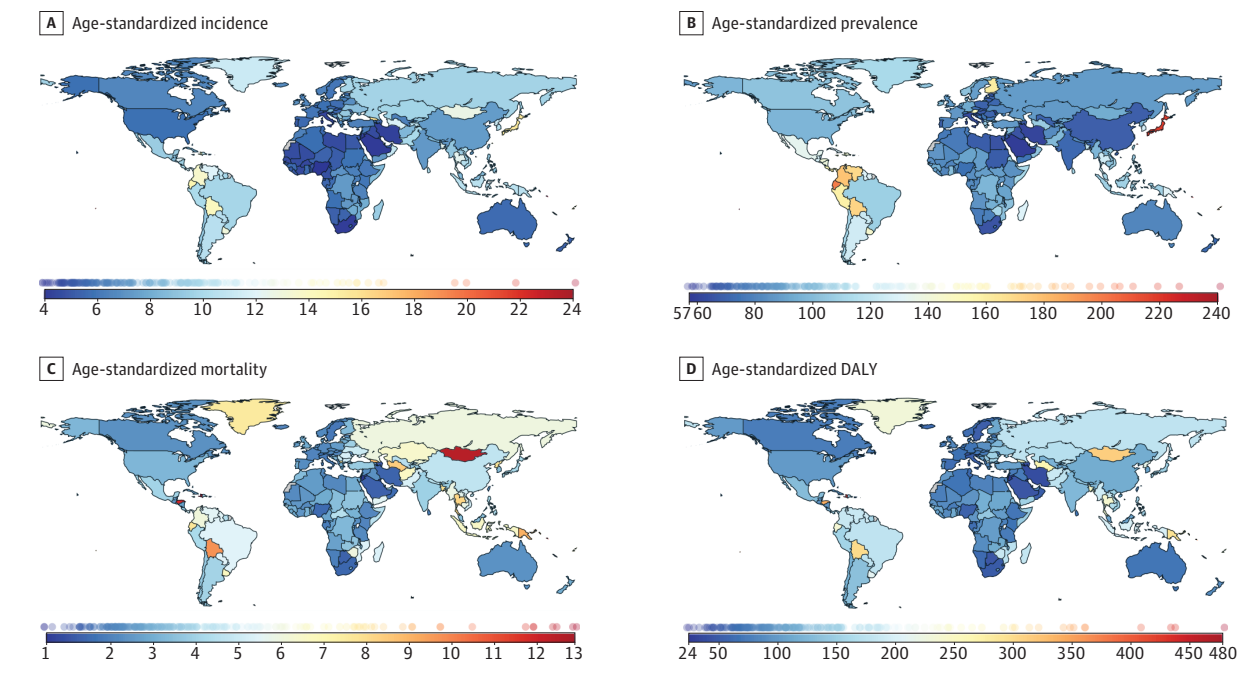 A Age-standardized incidence
B Age-standardized prevalence
4 6 8 10 12 14 16 18 20 22 24
57 60 80 100 120 140 160 180 200 220 240
C Age-standardized mortality
D Age-standardized DALY
1 2 3 4 5 6 7 8 9 10 11 12 13
24 50 100 150 200 250 300 350 400 450 480